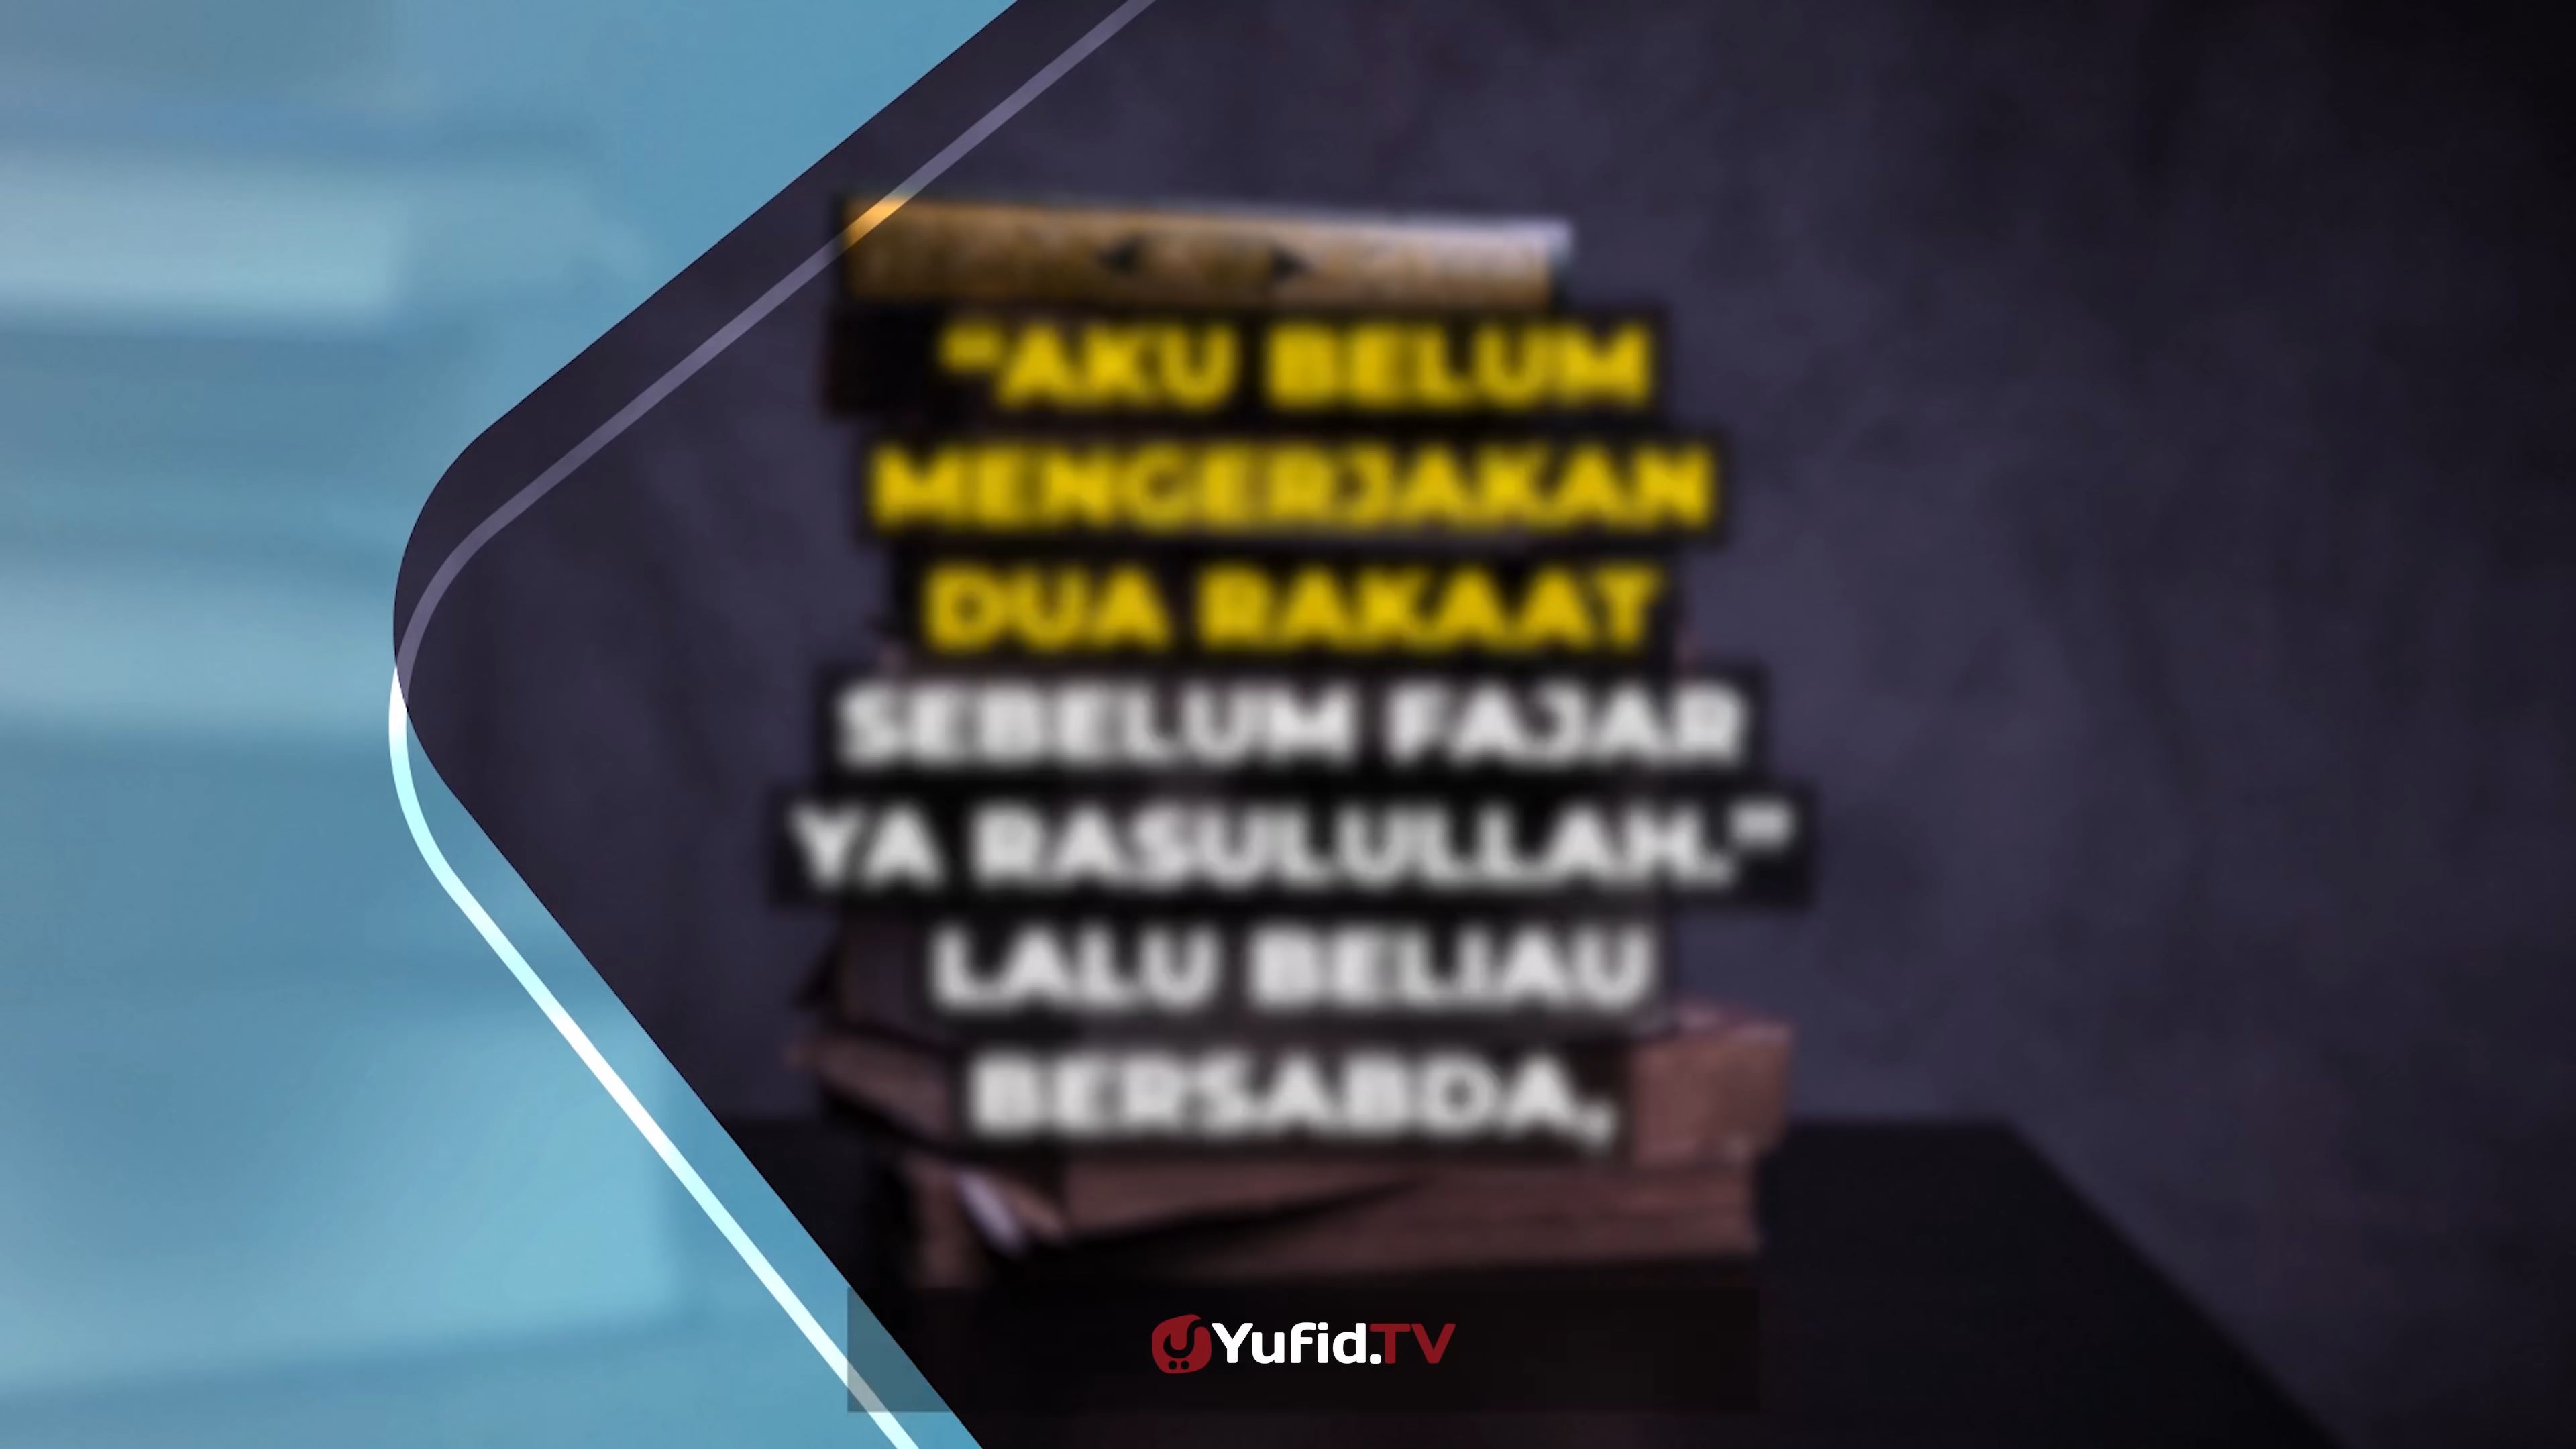 "AKU BELUM
MENGERJAKAN
DUA RAKAAT
SEBELUM FAJAR
YA RASULULLAH."
LALU BELIAU
BERSABDA,
Yufid.TV